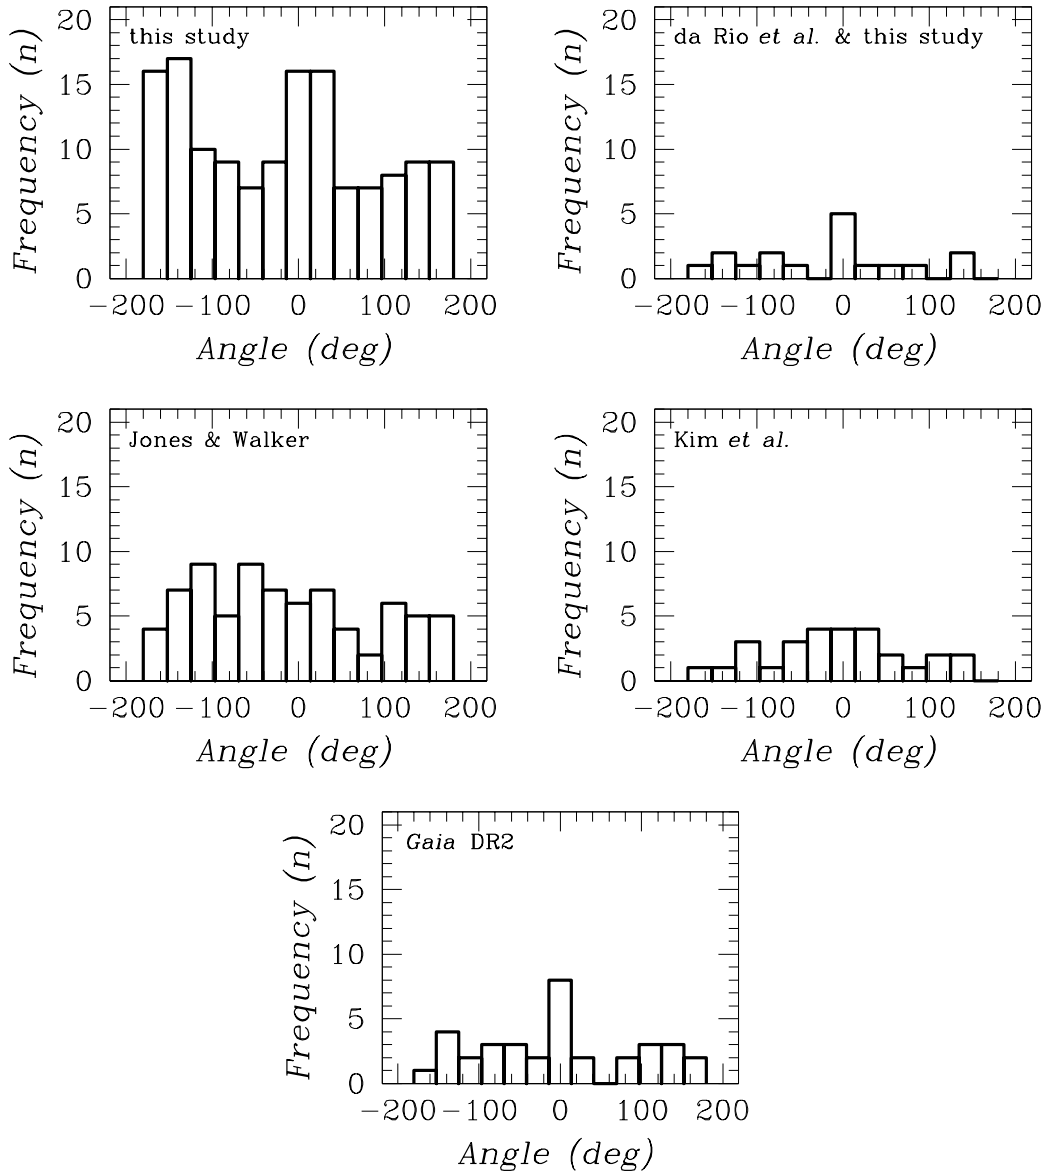 this study
20
15
10
5
0
Frequency (n)
−200 −100 0 100 200
Angle (deg)
da Rio et al. & this study
20
15
10
5
0
Frequency (n)
−200 −100 0 100 200
Angle (deg)
Jones & Walker
20
15
10
5
0
Frequency (n)
−200 −100 0 100 200
Angle (deg)
Kim et al.
20
15
10
5
0
Frequency (n)
−200 −100 0 100 200
Angle (deg)
Gaia DR2
20
15
10
5
0
Frequency (n)
−200 −100 0 100 200
Angle (deg)